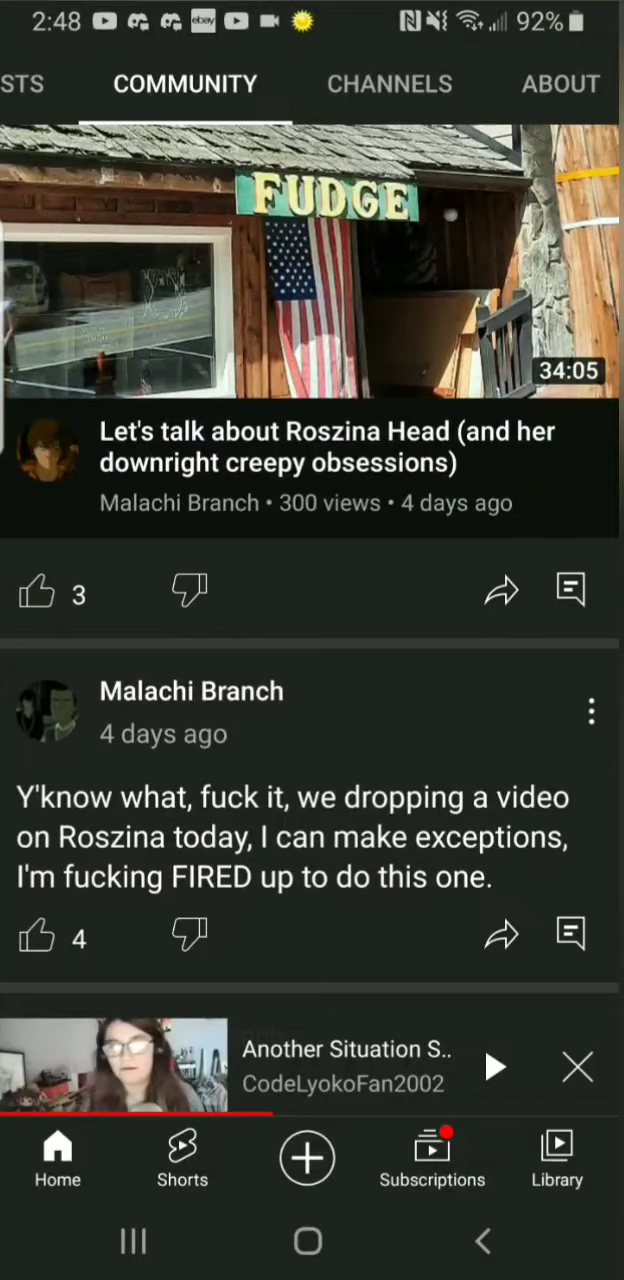 2:48
ebay
92%
STS
COMMUNITY
CHANNELS
ABOUT
FUDGE
34:05
Let's talk about Roszina Head (and her
downright creepy obsessions)
Malachi Branch • 300 views • 4 days ago
3
Malachi Branch
4 days ago
Y'know what, fuck it, we dropping a video
on Roszina today, I can make exceptions,
I'm fucking FIRED up to do this one.
4
Another Situation S..
CodeLyokoFan2002
Home
Shorts
Subscriptions
Library